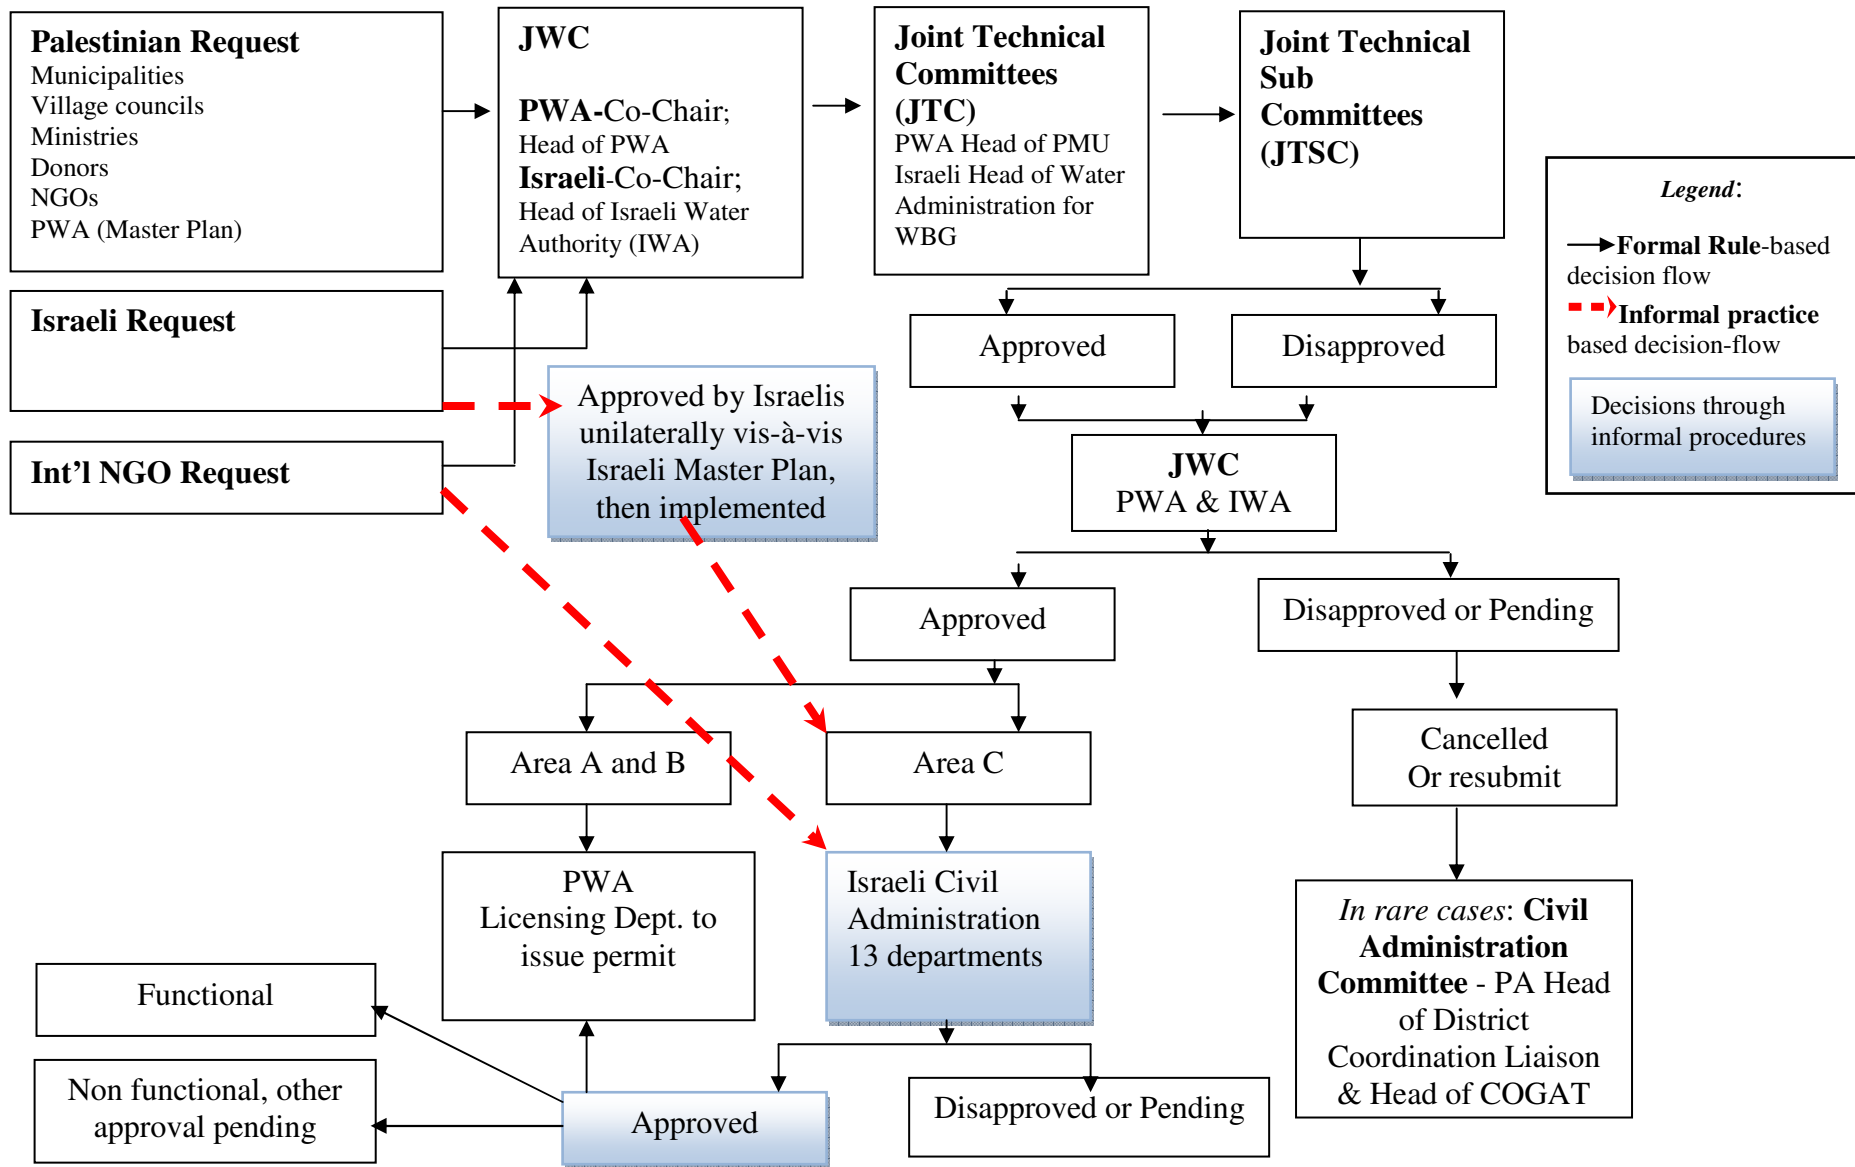 Palestinian Request
Municipalities
Village councils
Ministries
Donors
NGOs
PWA (Master Plan)
JWC
PWA-Co-Chair;
Head of PWA
Israeli-Co-Chair;
Head of Israeli Water
Authority (IWA)
Joint Technical
Committees
(JTC)
PWA Head of PMU
Israeli Head of Water
Administration for
WBG
Joint Technical
Sub
Committees
(JTSC)
Legend:
Formal Rule-based
decision flow
Informal practice
based decision-flow
Decisions through
informal procedures
Israeli Request
Int'l NGO Request
Approved by Israelis
unilaterally vis-à-vis
Israeli Master Plan,
then implemented
Approved
Disapproved
JWC
PWA & IWA
Approved
Disapproved or Pending
Area A and B
Area C
Cancelled
Or resubmit
PWA
Licensing Dept. to
issue permit
Israeli Civil
Administration
13 departments
In rare cases: Civil
Administration
Committee - PA Head
of District
Coordination Liaison
& Head of COGAT
Functional
Non functional, other
approval pending
Approved
Disapproved or Pending